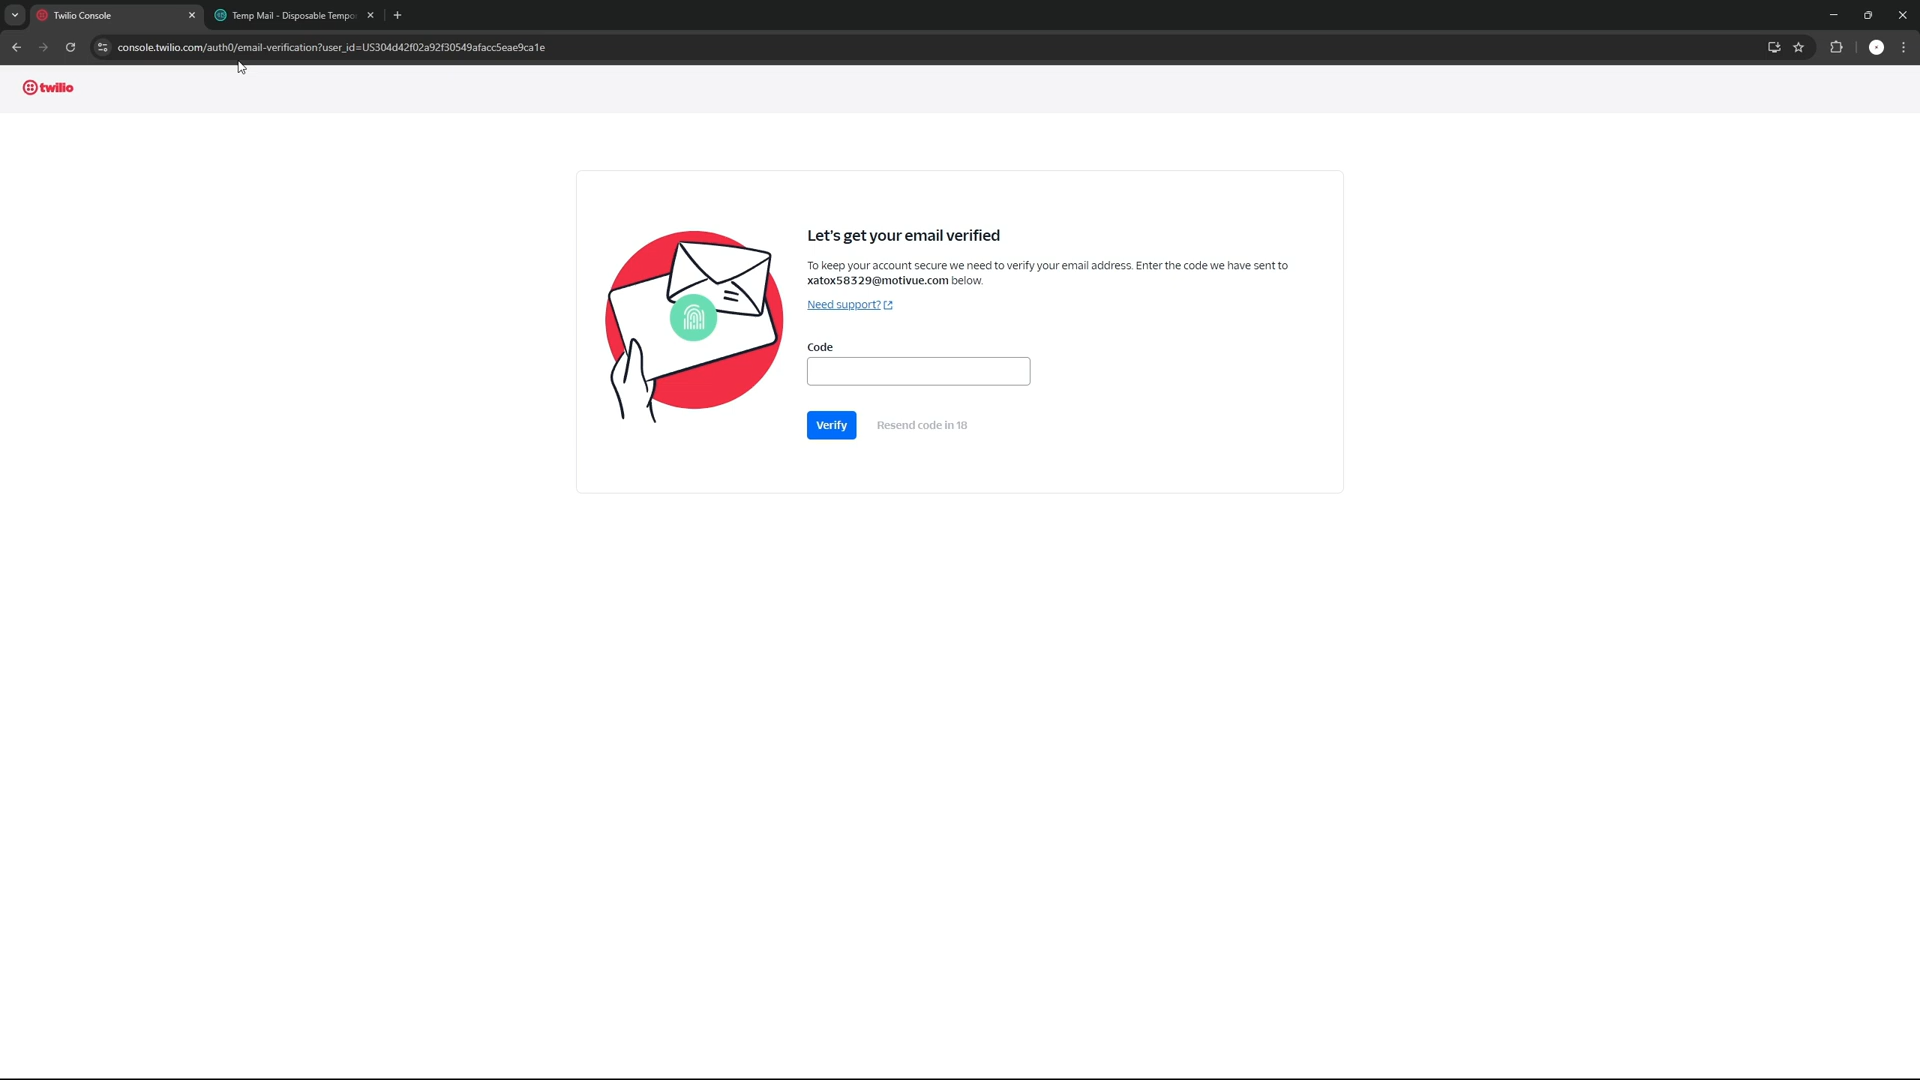 Twilio Console
Temp Mail - Disposable Tempo
console.twilio.com/auth0/email-verification?user_id=US304d42f02a92f30549afacc5eae9ca1e
twilio
Let's get your email verified
To keep your account secure we need to verify your email address. Enter the code we have sent to
xatox58329@motivue.com below.
Need support?
Code
Verify Resend code in 18